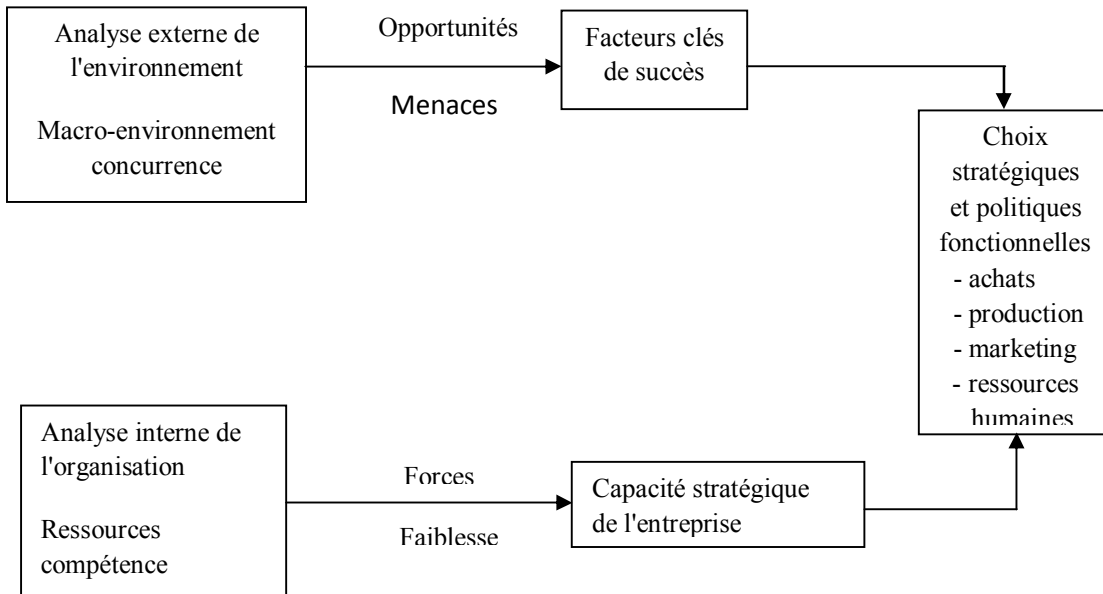 Analyse externe de
l'environnement
Macro-environnement
concurrence
Opportunités
Menaces
Facteurs clés
de succès
Choix
stratégiques
et politiques
fonctionnelles
- achats
- production
- marketing
- ressources
humaines
Analyse interne de
l'organisation
Ressources
compétence
Forces
Faiblesse
Capacité stratégique
de l'entreprise